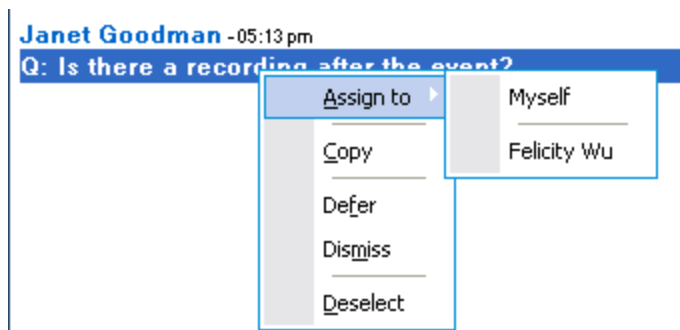 Janet Goodman - 05:13 pm
Q: Is there a recording after the event?
Assign to
Myself
Felicity Wu
Copy
Defer
Dismiss
Deselect